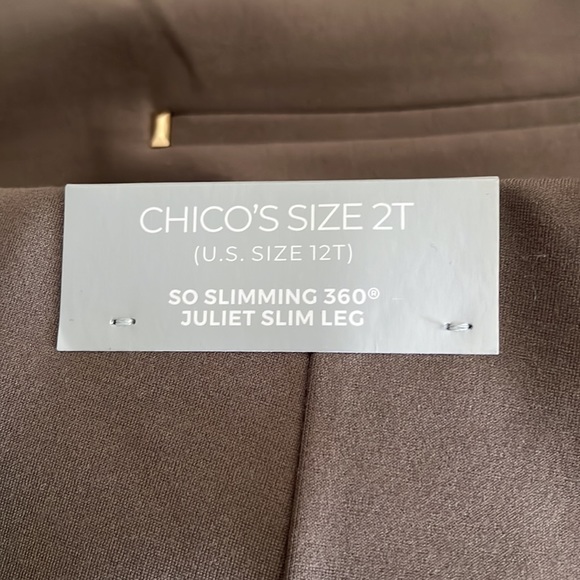 CHICO'S SIZE 2T
(U.S. SIZE 12T)
SO SLIMMING 360®
JULIET SLIM LEG